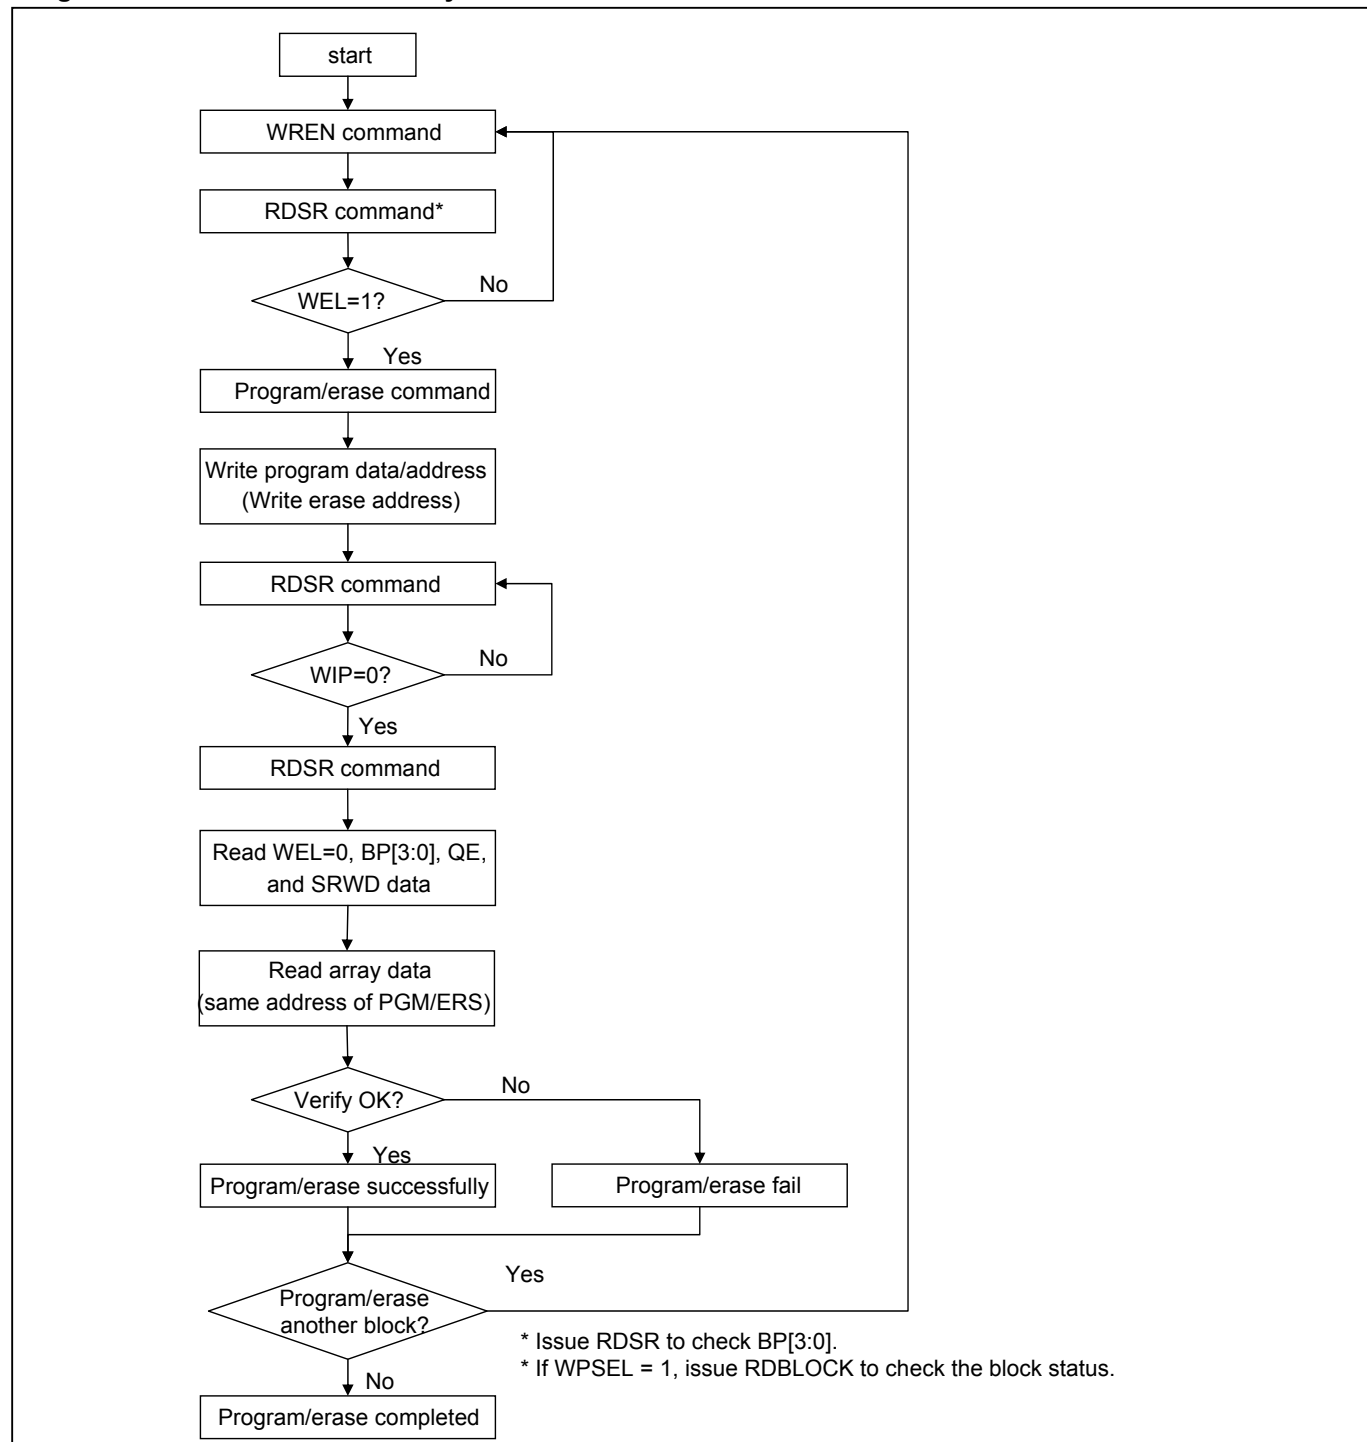 start
WREN command
RDSR command*
WEL=1?
No
Yes
Program/erase command
Write program data/address
(Write erase address)
RDSR command
WIP=0?
No
Yes
RDSR command
Read WEL=0, BP[3:0], QE,
and SRWD data
Read array data
(same address of PGM/ERS)
Verify OK?
No
Yes
Program/erase successfully
Program/erase fail
Yes
Program/erase
another block?
* Issue RDSR to check BP[3:0].
* If WPSEL = 1, issue RDBLOCK to check the block status.
No
Program/erase completed